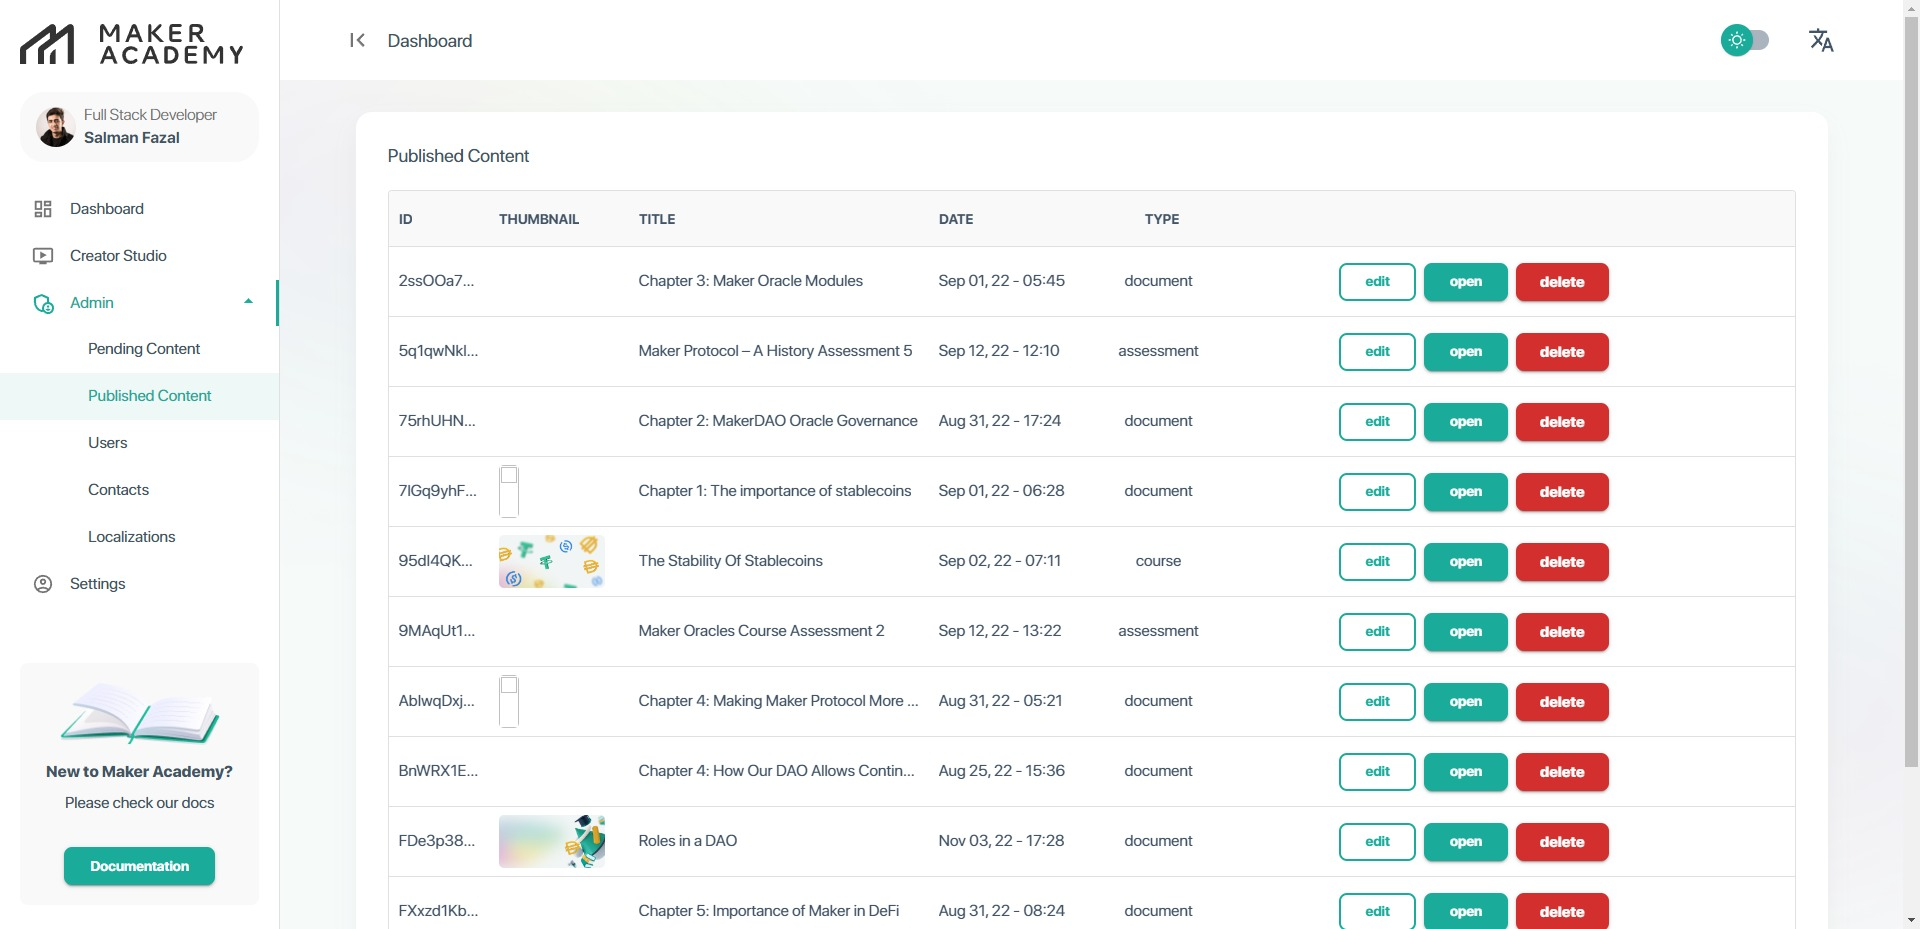 MAKER
ACADEMY
Full Stack Developer
Salman Fazal
Dashboard
Creator Studio
Admin
Pending Content
Published Content
Users
Contacts
Localizations
Settings
New to Maker Academy?
Please check our docs
Documentation
Dashboard
Published Content
ID THUMBNAIL TITLE DATE TYPE
2ssOOa7... Chapter 3: Maker Oracle Modules Sep 01, 22 - 05:45 document edit open delete
5q1qwNkl... Maker Protocol – A History Assessment 5 Sep 12, 22 - 12:10 assessment edit open delete
75rhUHN... Chapter 2: MakerDAO Oracle Governance Aug 31, 22 - 17:24 document edit open delete
7lGq9yhF... Chapter 1: The importance of stablecoins Sep 01, 22 - 06:28 document edit open delete
95dI4QK... The Stability Of Stablecoins Sep 02, 22 - 07:11 course edit open delete
9MAqUt1... Maker Oracles Course Assessment 2 Sep 12, 22 - 13:22 assessment edit open delete
AblwqDxj... Chapter 4: Making Maker Protocol More ... Aug 31, 22 - 05:21 document edit open delete
BnWRX1E... Chapter 4: How Our DAO Allows Contin... Aug 25, 22 - 15:36 document edit open delete
FDe3p38... Roles in a DAO Nov 03, 22 - 17:28 document edit open delete
FXxzd1Kb... Chapter 5: Importance of Maker in DeFi Aug 31, 22 - 08:24 document edit open delete